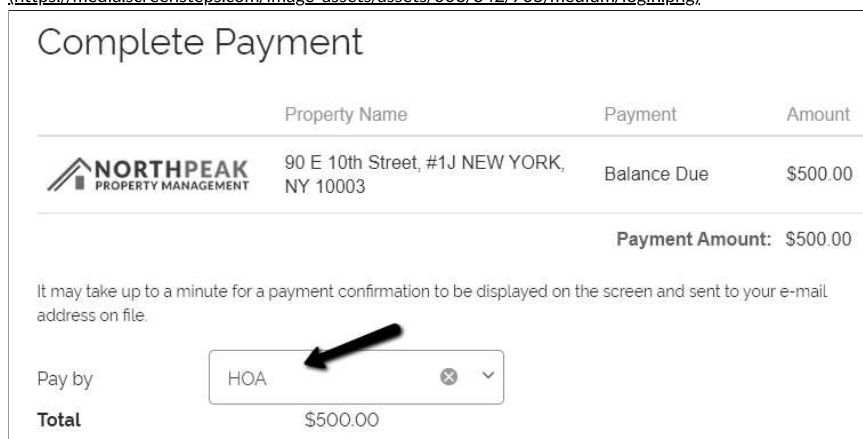 Complete Payment
Property Name Payment Amount
NORTHPEAK
PROPERTY MANAGEMENT
90 E 10th Street, #1J NEW YORK,
NY 10003
Balance Due $500.00
Payment Amount: $500.00
It may take up to a minute for a payment confirmation to be displayed on the screen and sent to your e-mail
address on file.
Pay by HOA
Total $500.00